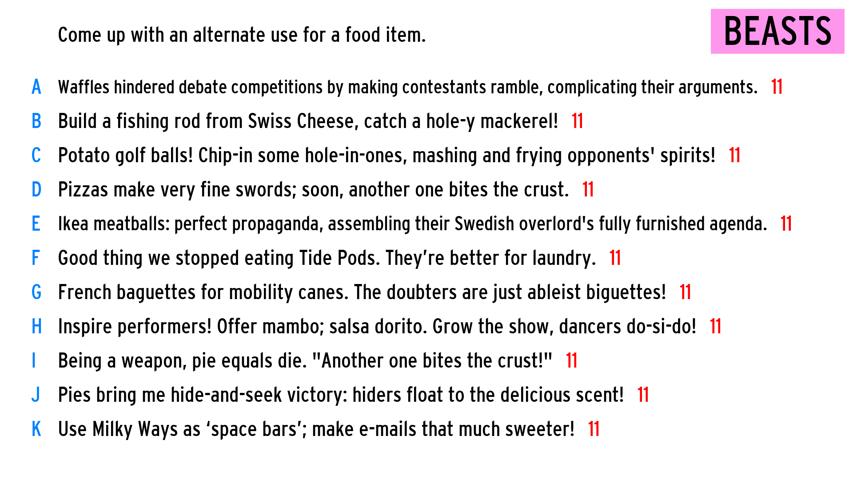 Come up with an alternate use for a food item.
BEASTS
A Waffles hindered debate competitions by making contestants ramble, complicating their arguments. 11
B Build a fishing rod from Swiss Cheese, catch a hole-y mackerel! 11
C Potato golf balls! Chip-in some hole-in-ones, mashing and frying opponents' spirits! 11
D Pizzas make very fine swords; soon, another one bites the crust. 11
E Ikea meatballs: perfect propaganda, assembling their Swedish overlord's fully furnished agenda. 11
F Good thing we stopped eating Tide Pods. They’re better for laundry. 11
G French baguettes for mobility canes. The doubters are just ableist biguettes! 11
H Inspire performers! Offer mambo; salsa dorito. Grow the show, dancers do-si-do! 11
I Being a weapon, pie equals die. "Another one bites the crust!" 11
J Pies bring me hide-and-seek victory: hiders float to the delicious scent! 11
K Use Milky Ways as ‘space bars’; make e-mails that much sweeter! 11